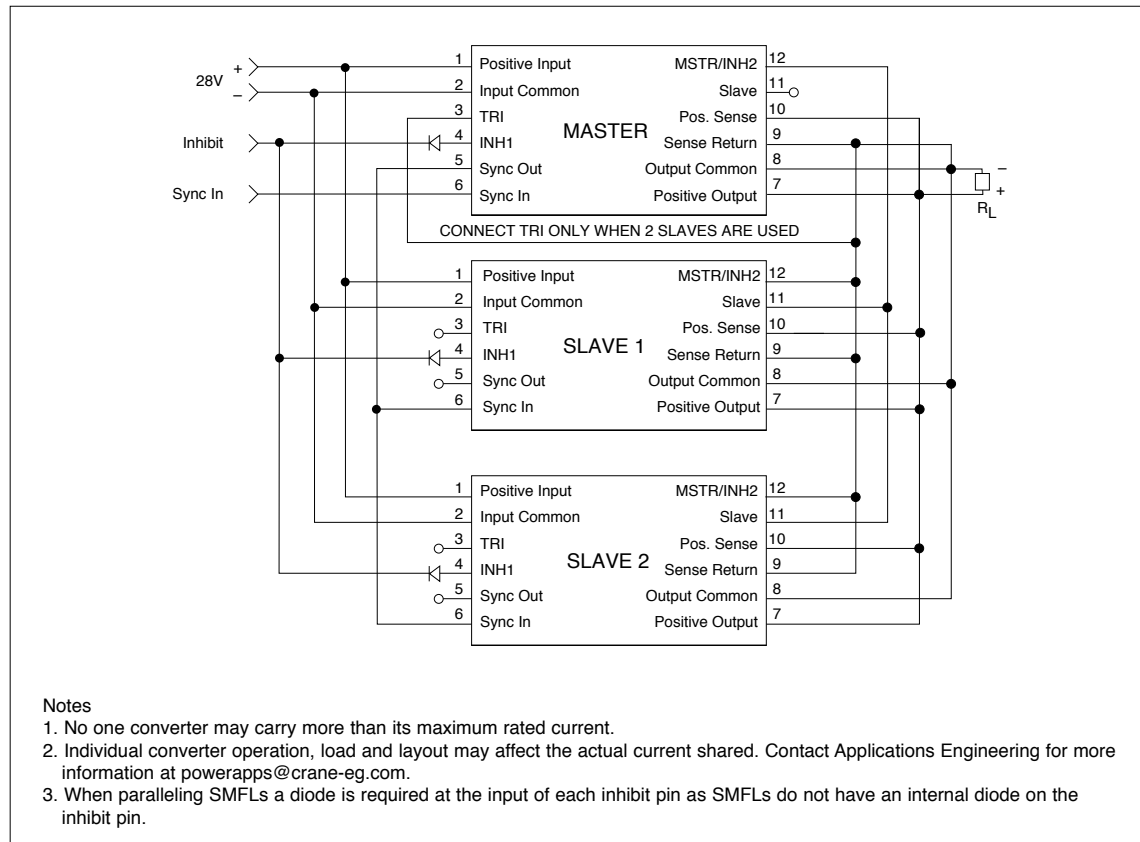 28V
+
−
Inhibit
Sync In
1 Positive Input MSTR/INH2 12
2 Input Common Slave 11
3 TRI Pos. Sense 10
4 INH1 MASTER Sense Return 9
5 Sync Out Output Common 8
6 Sync In Positive Output 7
−
+
RL
CONNECT TRI ONLY WHEN 2 SLAVES ARE USED
1 Positive Input MSTR/INH2 12
2 Input Common Slave 11
3 TRI Pos. Sense 10
4 INH1 SLAVE 1 Sense Return 9
5 Sync Out Output Common 8
6 Sync In Positive Output 7
1 Positive Input MSTR/INH2 12
2 Input Common Slave 11
3 TRI Pos. Sense 10
4 INH1 SLAVE 2 Sense Return 9
5 Sync Out Output Common 8
6 Sync In Positive Output 7
Notes
1. No one converter may carry more than its maximum rated current.
2. Individual converter operation, load and layout may affect the actual current shared. Contact Applications Engineering for more
information at powerapps@crane-eg.com.
3. When paralleling SMFLs a diode is required at the input of each inhibit pin as SMFLs do not have an internal diode on the
inhibit pin.